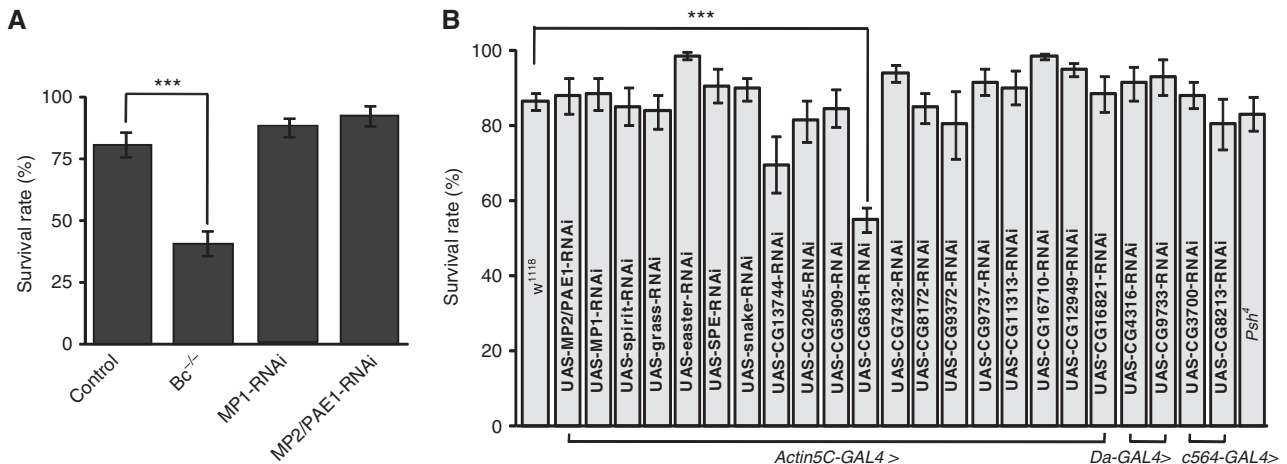 A
Survival rate (%)
100
75
50
25
0
***
Control
Bc⁻/⁻
MP1-RNAi
MP2/PAE1-RNAi
B
Survival rate (%)
100
80
60
40
20
0
***
w¹¹¹⁸
UAS-MP2/PAE1-RNAi
UAS-MP1-RNAi
UAS-spirit-RNAi
UAS-grass-RNAi
UAS-easter-RNAi
UAS-SPE-RNAi
UAS-snake-RNAi
UAS-CG13744-RNAi
UAS-CG2045-RNAi
UAS-CG5909-RNAi
UAS-CG6361-RNAi
UAS-CG7432-RNAi
UAS-CG8172-RNAi
UAS-CG9372-RNAi
UAS-CG9737-RNAi
UAS-CG11313-RNAi
UAS-CG16710-RNAi
UAS-CG12949-RNAi
UAS-CG16821-RNAi
UAS-CG4316-RNAi
UAS-CG9733-RNAi
UAS-CG3700-RNAi
UAS-CG8213-RNAi
Psh⁴
Actin5C-GAL4 >
Da-GAL4>
c564-GAL4>